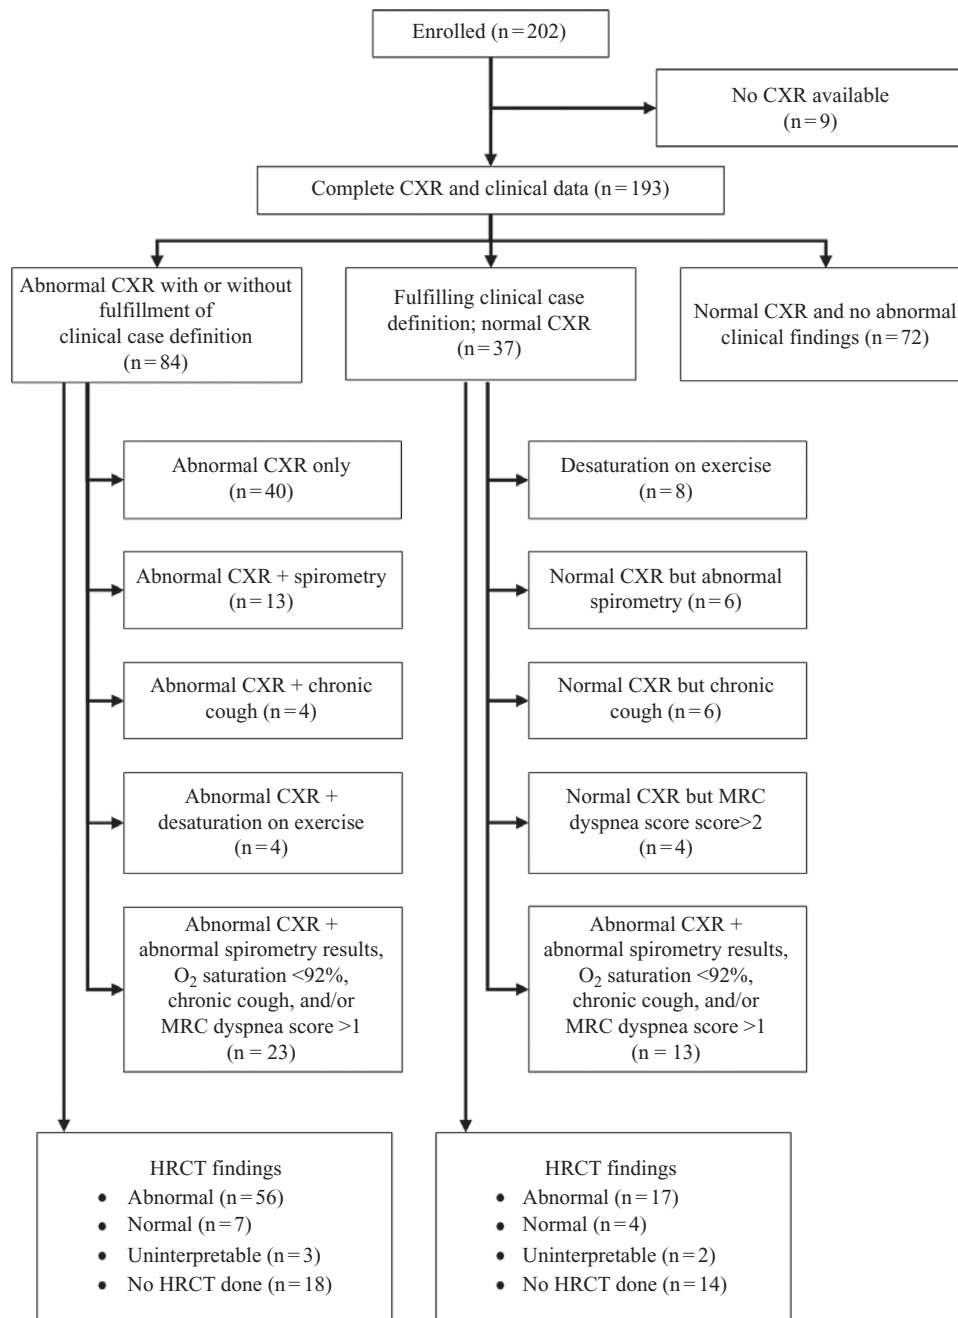 Enrolled (n = 202)
No CXR available
(n = 9)
Complete CXR and clinical data (n = 193)
Abnormal CXR with or without
fulfillment of
clinical case definition
(n = 84)
Fulfilling clinical case
definition; normal CXR
(n = 37)
Normal CXR and no abnormal
clinical findings (n = 72)
Abnormal CXR only
(n = 40)
Abnormal CXR + spirometry
(n = 13)
Abnormal CXR + chronic
cough (n = 4)
Abnormal CXR +
desaturation on exercise
(n = 4)
Abnormal CXR +
abnormal spirometry results,
O2 saturation <92%,
chronic cough, and/or
MRC dyspnea score >1
(n = 23)
Desaturation on exercise
(n = 8)
Normal CXR but abnormal
spirometry (n = 6)
Normal CXR but chronic
cough (n = 6)
Normal CXR but MRC
dyspnea score score>2
(n = 4)
Abnormal CXR +
abnormal spirometry results,
O2 saturation <92%,
chronic cough, and/or
MRC dyspnea score >1
(n = 13)
HRCT findings
• Abnormal (n = 56)
• Normal (n = 7)
• Uninterpretable (n = 3)
• No HRCT done (n = 18)
HRCT findings
• Abnormal (n = 17)
• Normal (n = 4)
• Uninterpretable (n = 2)
• No HRCT done (n = 14)